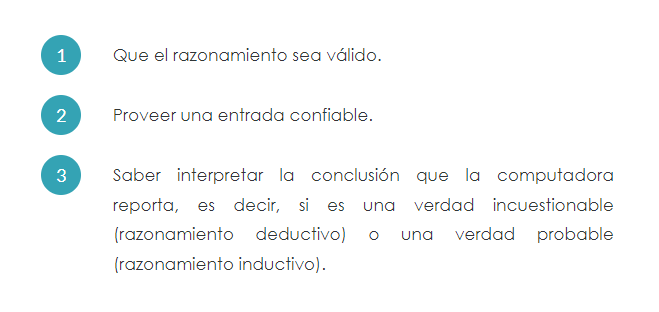 1 Que el razonamiento sea válido.
2 Proveer una entrada confiable.
3 Saber interpretar la conclusión que la computadora
reporta, es decir, si es una verdad incuestionable
(razonamiento deductivo) o una verdad probable
(razonamiento inductivo).